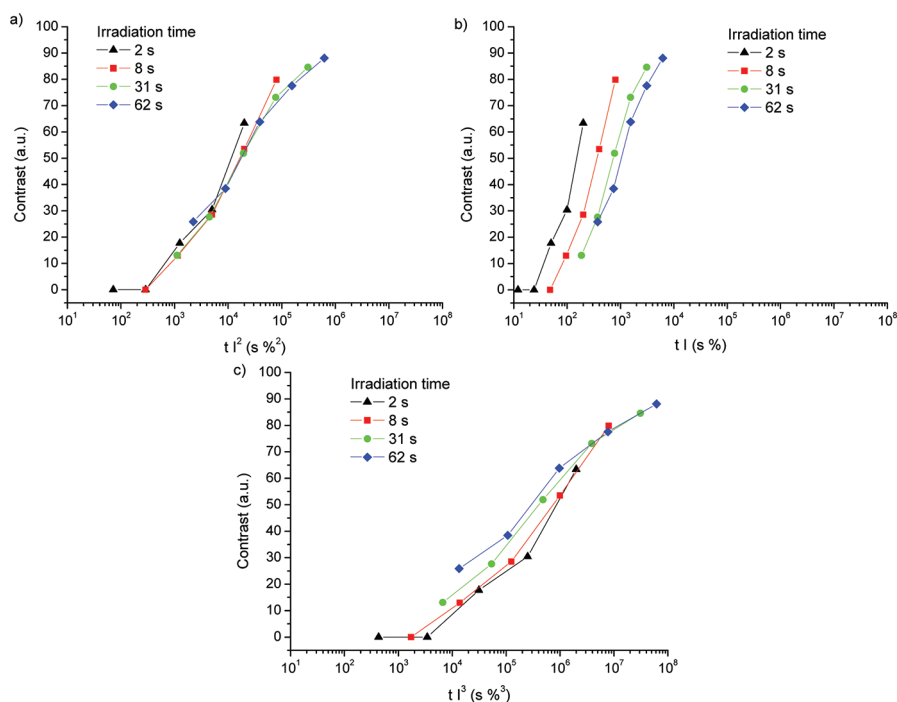 a)
Irradiation time
2 s
8 s
31 s
62 s
Contrast (a.u.)
100
90
80
70
60
50
40
30
20
10
0
10¹ 10² 10³ 10⁴ 10⁵ 10⁶ 10⁷ 10⁸
t I² (s %²)
b)
Irradiation time
2 s
8 s
31 s
62 s
Contrast (a.u.)
100
90
80
70
60
50
40
30
20
10
0
10¹ 10² 10³ 10⁴ 10⁵ 10⁶ 10⁷ 10⁸
t I (s %)
c)
Irradiation time
2 s
8 s
31 s
62 s
Contrast (a.u.)
100
90
80
70
60
50
40
30
20
10
0
10¹ 10² 10³ 10⁴ 10⁵ 10⁶ 10⁷ 10⁸
t I³ (s %³)